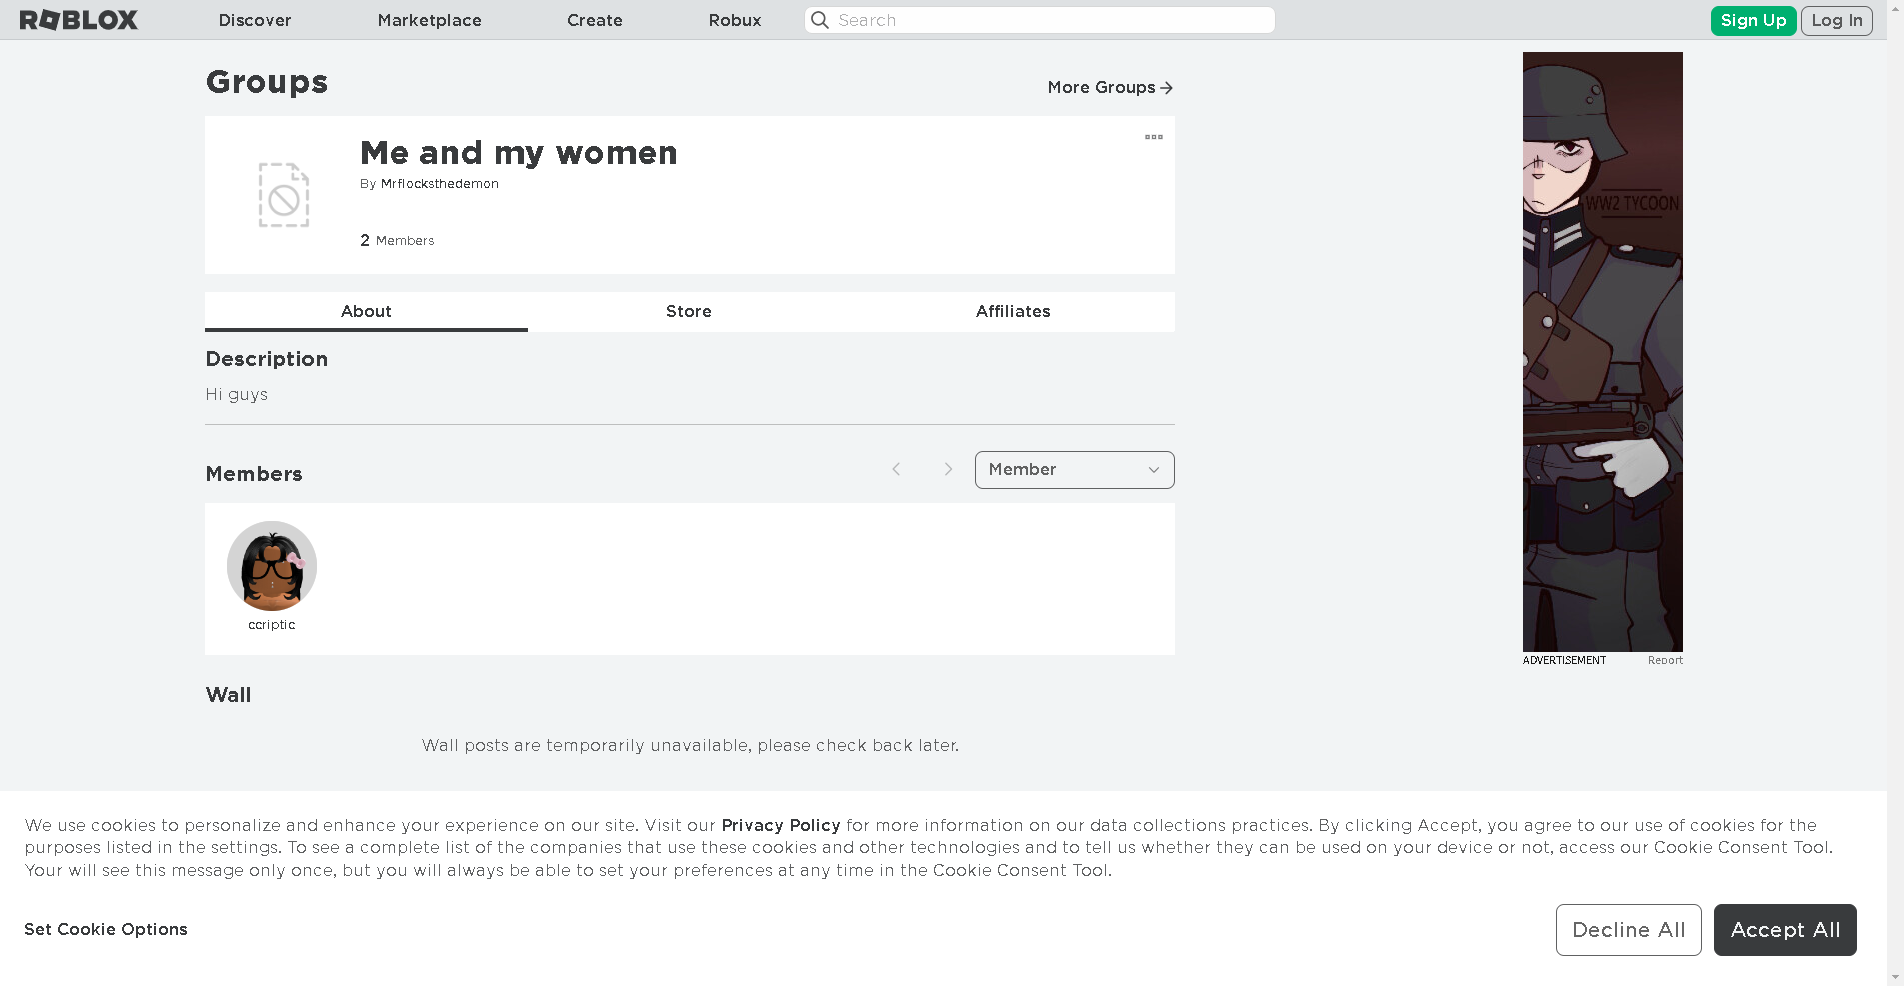 ROBLOX
Discover
Marketplace
Create
Robux
Search
Sign Up
Log In
Groups
More Groups
Me and my women
By Mrflocksthedemon
2 Members
About
Store
Affiliates
Description
Hi guys
Members
Member
ccriptic
Wall
Wall posts are temporarily unavailable, please check back later.
WW2 TYCOON
ADVERTISEMENT
Report
We use cookies to personalize and enhance your experience on our site. Visit our Privacy Policy for more information on our data collections practices. By clicking Accept, you agree to our use of cookies for the
purposes listed in the settings. To see a complete list of the companies that use these cookies and other technologies and to tell us whether they can be used on your device or not, access our Cookie Consent Tool.
Your will see this message only once, but you will always be able to set your preferences at any time in the Cookie Consent Tool.
Set Cookie Options
Decline All
Accept All